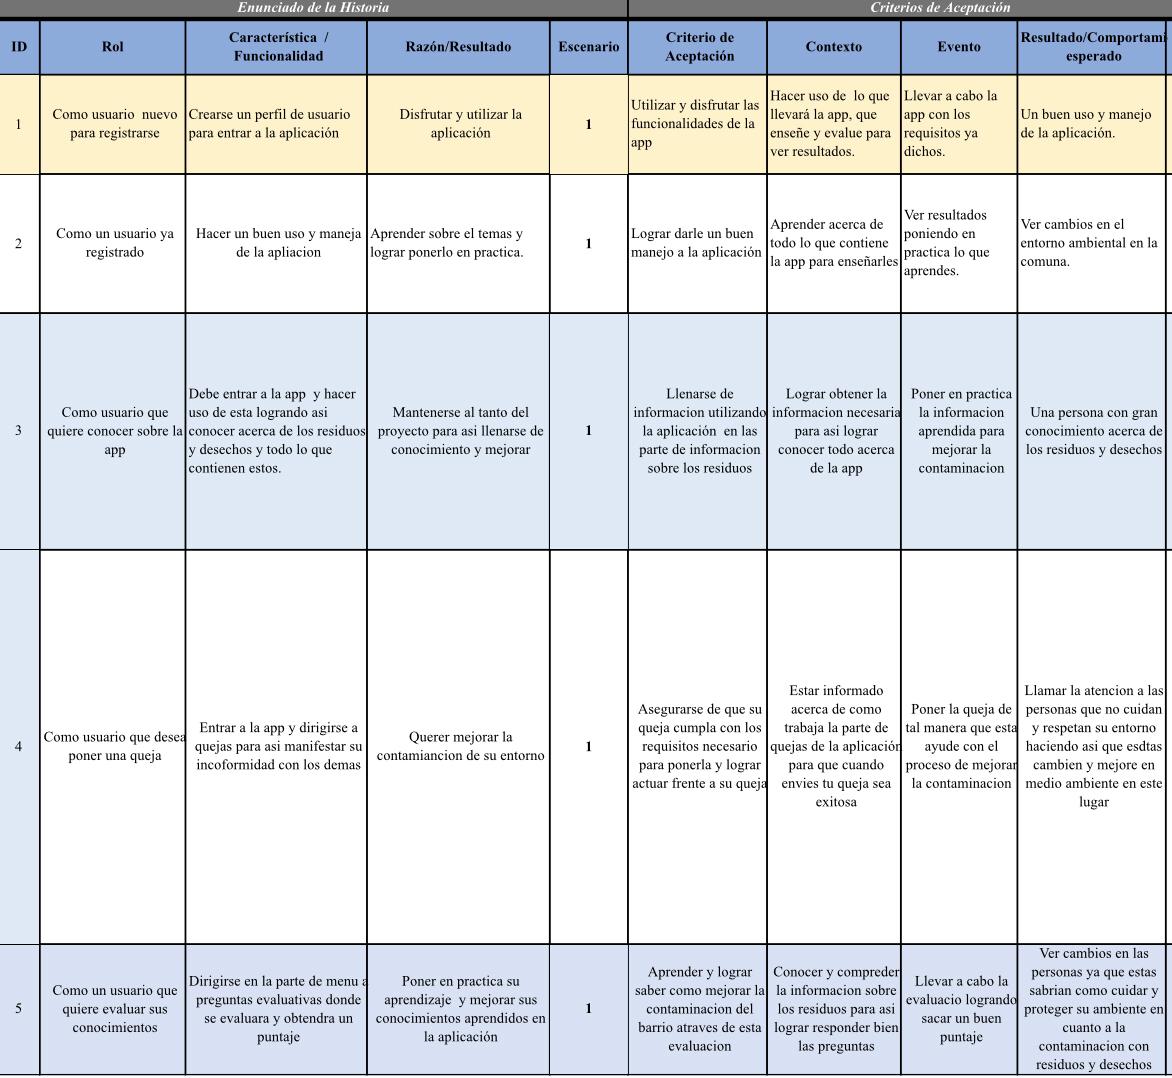 Enunciado de la Historia
Criterios de Aceptación
ID
Rol
Característica /
Funcionalidad
Razón/Resultado
Escenario
Criterio de
Aceptación
Contexto
Evento
Resultado/Comportami
esperado
1
Como usuario nuevo
para registrarse
Crearse un perfil de usuario
para entrar a la aplicación
Disfrutar y utilizar la
aplicación
1
Utilizar y disfrutar las
funcionalidades de la
app
Hacer uso de lo que
llevará la app, que
enseñe y evalue para
ver resultados.
Llevar a cabo la
app con los
requisitos ya
dichos.
Un buen uso y manejo
de la aplicación.
2
Como un usuario ya
registrado
Hacer un buen uso y maneja
de la apliacion
Aprender sobre el temas y
lograr ponerlo en practica.
1
Lograr darle un buen
manejo a la aplicación
Aprender acerca de
todo lo que contiene
la app para enseñarles
Ver resultados
poniendo en
practica lo que
aprendes.
Ver cambios en el
entorno ambiental en la
comuna.
3
Como usuario que
quiere conocer sobre la
app
Debe entrar a la app y hacer
uso de esta logrando asi
conocer acerca de los residuos
y desechos y todo lo que
contienen estos.
Mantenerse al tanto del
proyecto para asi llenarse de
conocimiento y mejorar
1
Llenarse de
informacion utilizando
la aplicación en las
parte de informacion
sobre los residuos
Lograr obtener la
informacion necesaria
para asi lograr
conocer todo acerca
de la app
Poner en practica
la informacion
aprendida para
mejorar la
contaminacion
Una persona con gran
conocimiento acerca de
los residuos y desechos
4
Como usuario que desea
poner una queja
Entrar a la app y dirigirse a
quejas para asi manifestar su
incoformidad con los demas
Querer mejorar la
contamiancion de su entorno
1
Asegurarse de que su
queja cumpla con los
requisitos necesario
para ponerla y lograr
actuar frente a su queja
Estar informado
acerca de como
trabaja la parte de
quejas de la aplicación
para que cuando
envies tu queja sea
exitosa
Poner la queja de
tal manera que esta
ayude con el
proceso de mejorar
la contaminacion
Llamar la atencion a las
personas que no cuidan
y respetan su entorno
haciendo asi que esdtas
cambien y mejore en
medio ambiente en este
lugar
5
Como un usuario que
quiere evaluar sus
conocimientos
Dirigirse en la parte de menu a
preguntas evaluativas donde
se evaluara y obtendra un
puntaje
Poner en practica su
aprendizaje y mejorar sus
conocimientos aprendidos en
la aplicación
1
Aprender y lograr
saber como mejorar la
contaminacion del
barrio atraves de esta
evaluacion
Conocer y compreder
la informacion sobre
los residuos para asi
lograr responder bien
las preguntas
Llevar a cabo la
evaluacio logrando
sacar un buen
puntaje
Ver cambios en las
personas ya que estas
sabrian como cuidar y
proteger su ambiente en
cuanto a la
contaminacion con
residuos y desechos